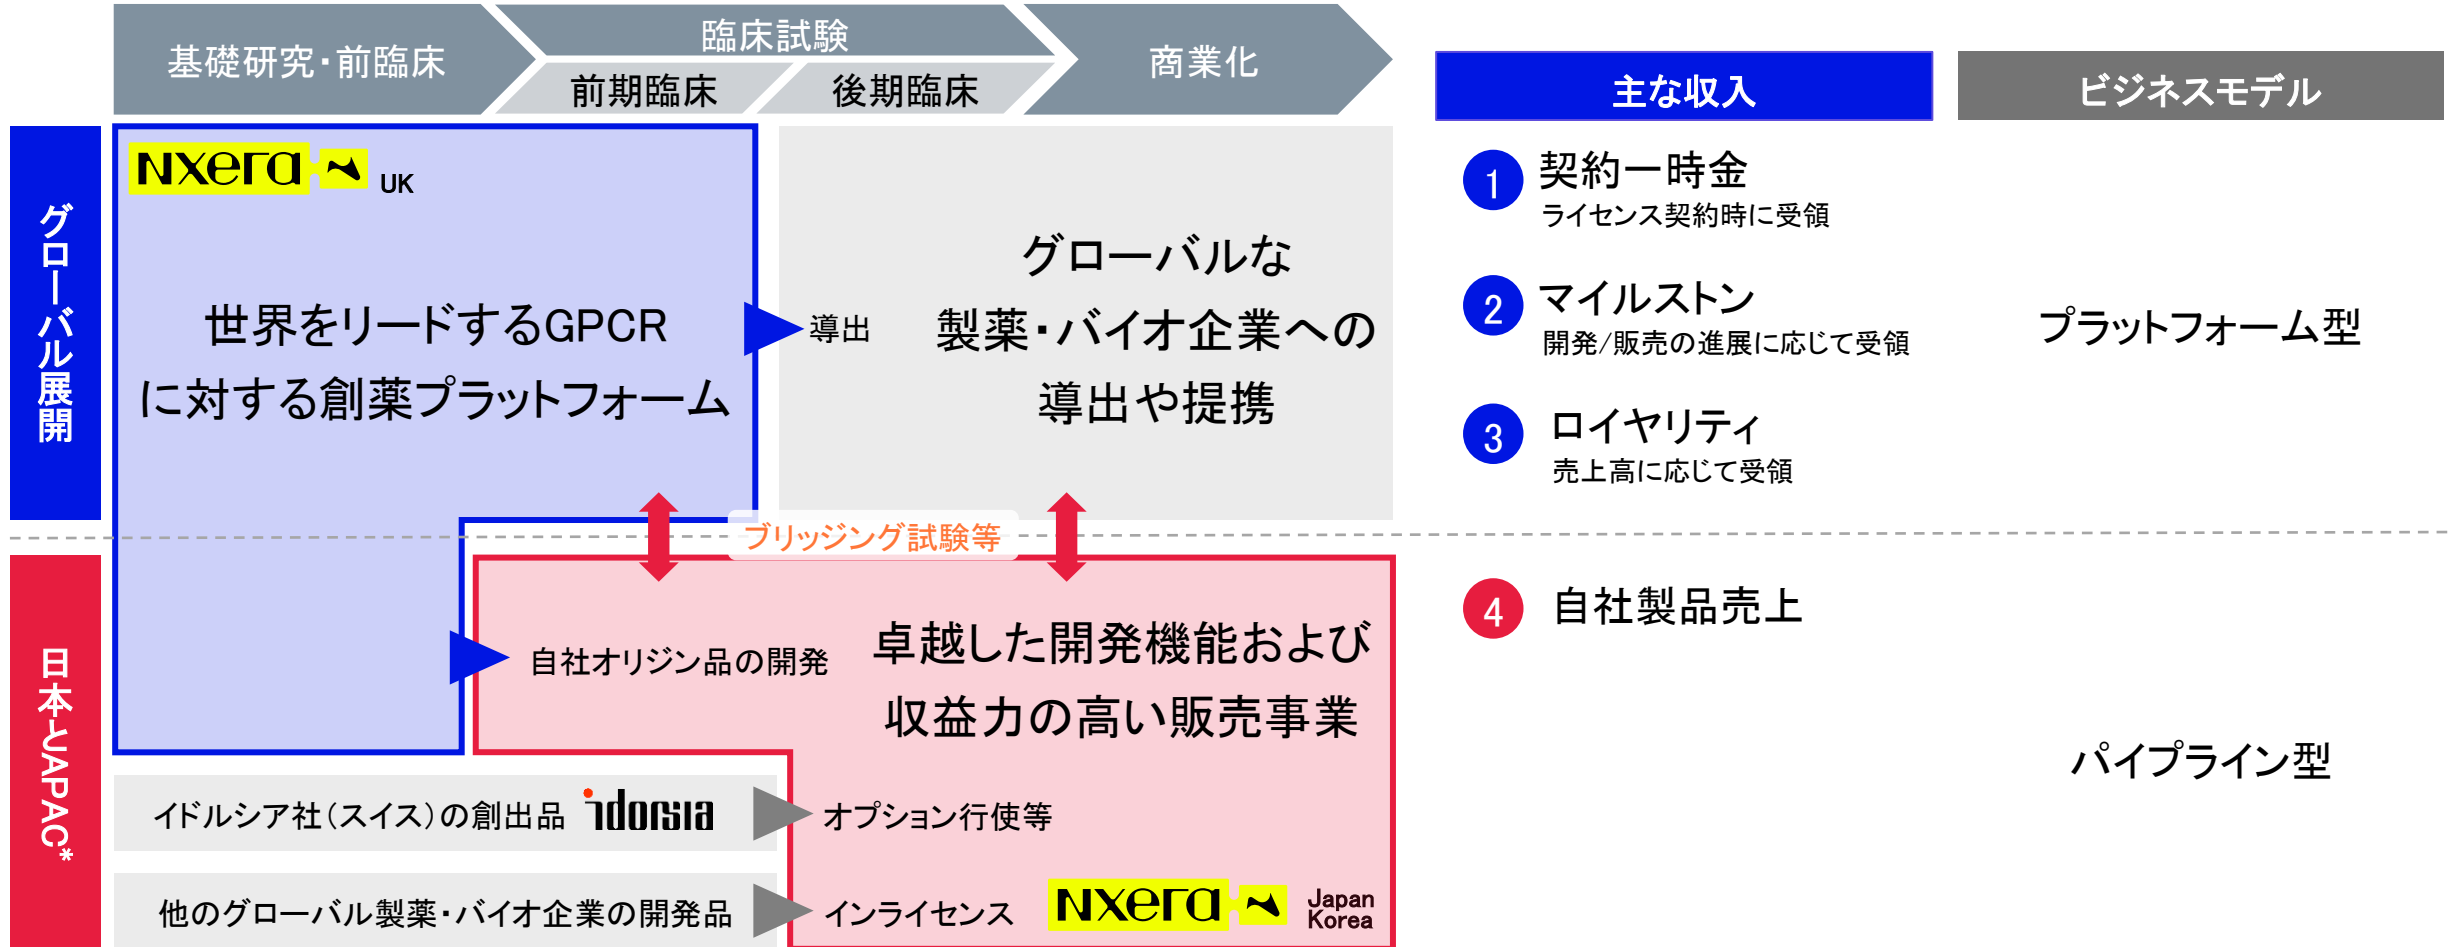 基礎研究・前臨床
臨床試験
前期臨床
後期臨床
商業化
主な収入
ビジネスモデル
グローバル展開
NXera UK
世界をリードするGPCR
に対する創薬プラットフォーム
導出
グローバルな
製薬・バイオ企業への
導出や提携
1 契約一時金
ライセンス契約時に受領
2 マイルストン
開発/販売の進展に応じて受領
3 ロイヤリティ
売上高に応じて受領
プラットフォーム型
ブリッジング試験等
日本とAPAC*
自社オリジン品の開発
卓越した開発機能および
収益力の高い販売事業
4 自社製品売上
パイプライン型
イドルシア社（スイス）の創出品 idorsia
オプション行使等
他のグローバル製薬・バイオ企業の開発品
インライセンス
NXera Japan
Korea